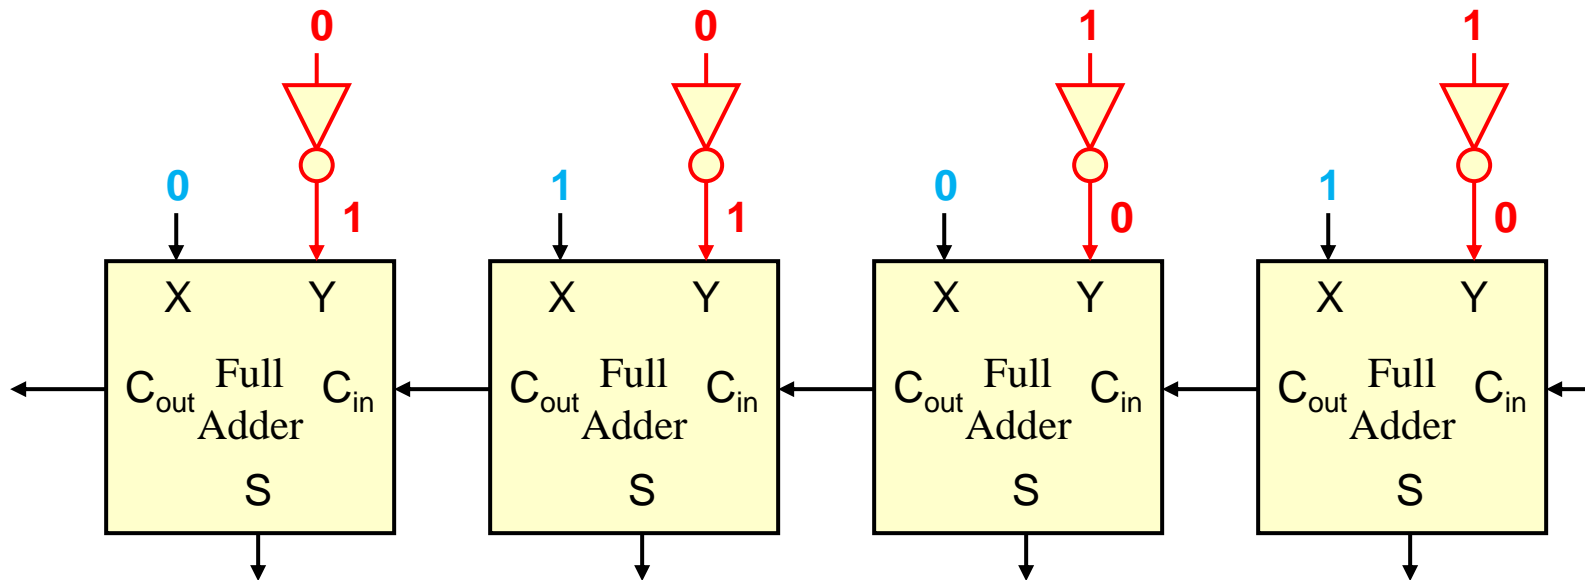 0 0 1 1
0 1 0 1
1 1 0 0
X Y X Y X Y X Y
Full Full Full Full
Cout Cin Cout Cin Cout Cin Cout Cin
Adder Adder Adder Adder
S S S S